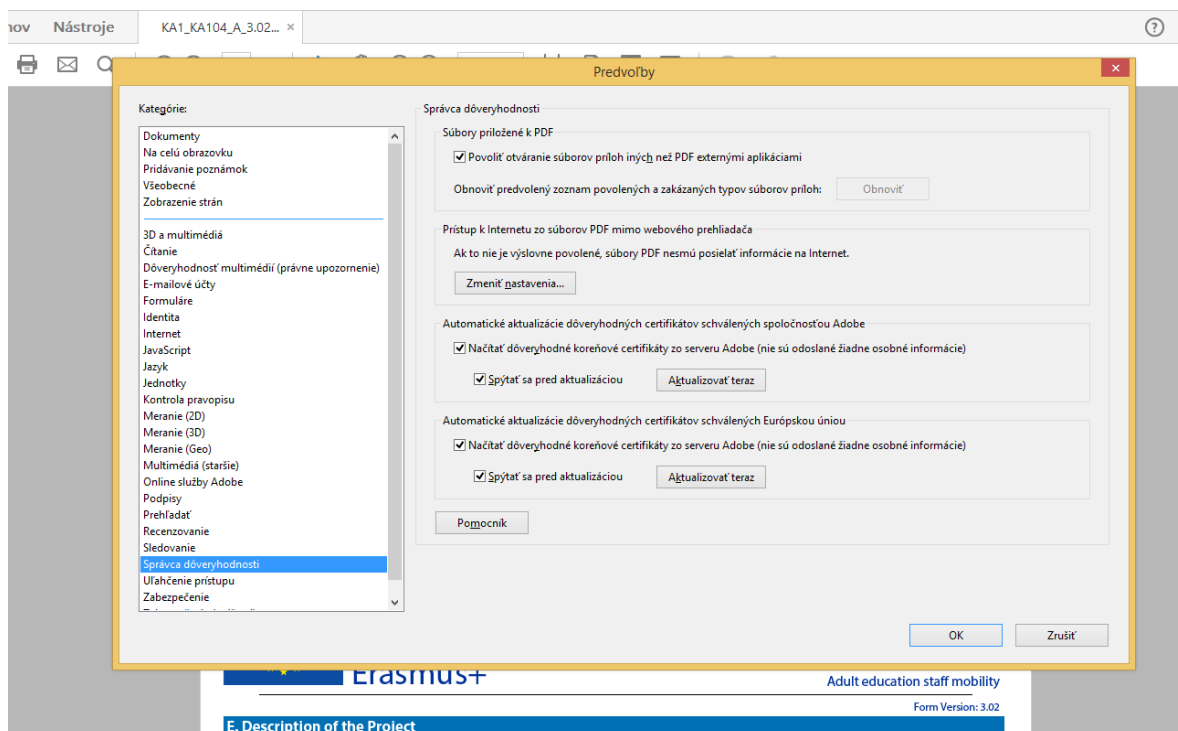 nov Nástroje KA1_KA104_A_3.02... ×
Predvoľby
Kategórie:
Dokumenty
Na celú obrazovku
Pridávanie poznámok
Všeobecné
Zobrazenie strán
3D a multimédiá
Čítanie
Dôveryhodnosť multimédií (právne upozornenie)
E-mailové účty
Formuláre
Identita
Internet
JavaScript
Jazyk
Jednotky
Kontrola pravopisu
Meranie (2D)
Meranie (3D)
Meranie (Geo)
Multimédiá (staršie)
Online služby Adobe
Podpisy
Prehľadať
Recenzovanie
Sledovanie
Správca dôveryhodnosti
Uľahčenie prístupu
Zabezpečenie
Správca dôveryhodnosti
Súbory priložené k PDF
Povoliť otváranie súborov príloh iných než PDF externými aplikáciami
Obnoviť predvolený zoznam povolených a zakázaných typov súborov príloh: Obnoviť
Prístup k Internetu zo súborov PDF mimo webového prehliadača
Ak to nie je výslovne povolené, súbory PDF nesmú posielať informácie na Internet.
Zmeniť nastavenia...
Automatické aktualizácie dôveryhodných certifikátov schválených spoločnosťou Adobe
Načítať dôveryhodné koreňové certifikáty zo serveru Adobe (nie sú odoslané žiadne osobné informácie)
Spýtať sa pred aktualizáciou Aktualizovať teraz
Automatické aktualizácie dôveryhodných certifikátov schválených Európskou úniou
Načítať dôveryhodné koreňové certifikáty zo serveru Adobe (nie sú odoslané žiadne osobné informácie)
Spýtať sa pred aktualizáciou Aktualizovať teraz
Pomocník
OK Zrušiť
Erasmus+
Adult education staff mobility
Form Version: 3.02
E. Description of the Project